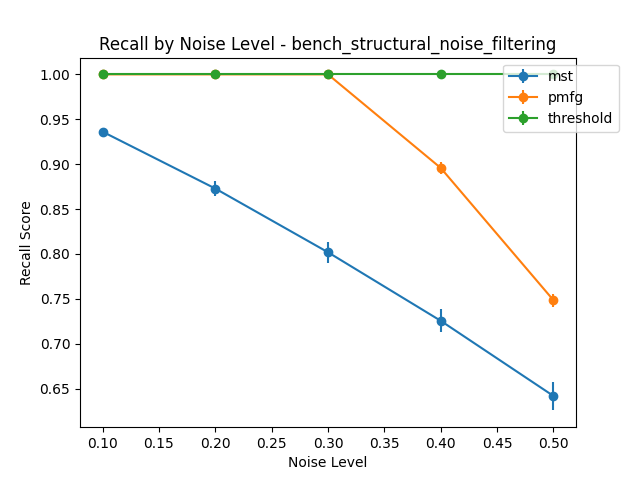 Recall by Noise Level - bench_structural_noise_filtering
1.00
0.95
0.90
0.85
0.80
0.75
0.70
0.65
Recall Score
mst
pmfg
threshold
0.10 0.15 0.20 0.25 0.30 0.35 0.40 0.45 0.50
Noise Level